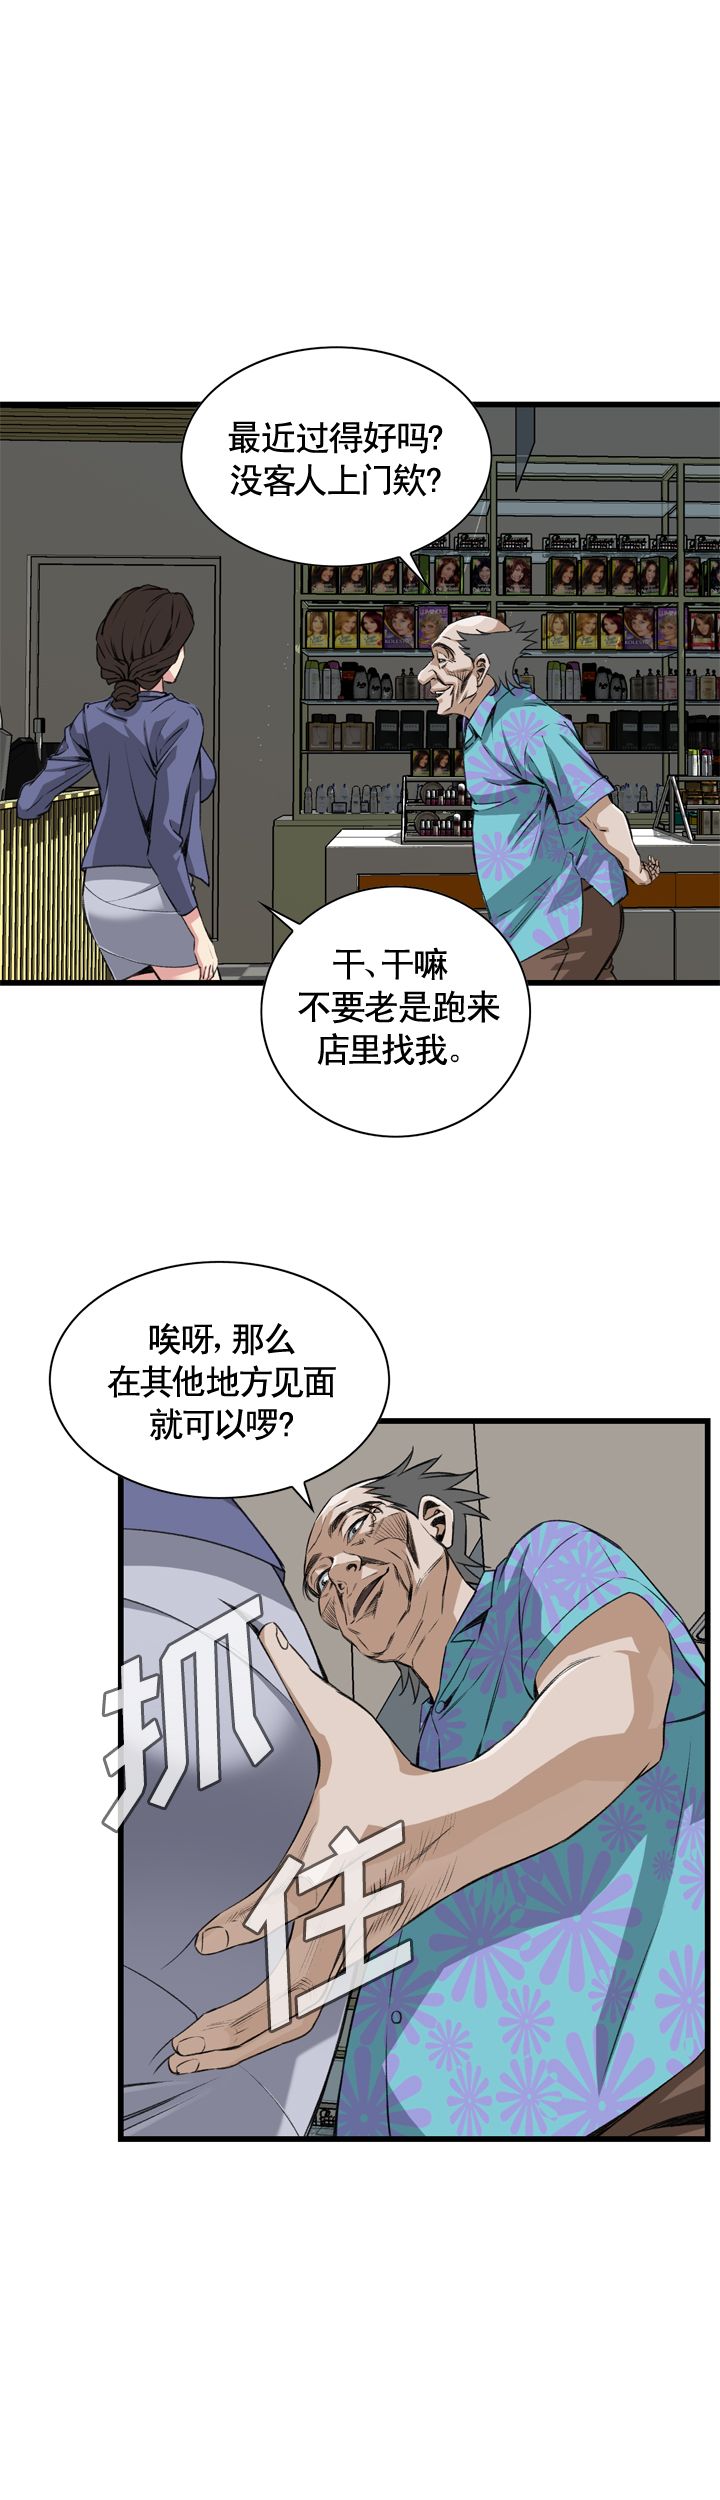 最近过得好吗?
没客人上门欸?
干、干嘛
不要老是跑来
店里找我。
唉呀,那么
在其他地方见面
就可以啰?
抓
住